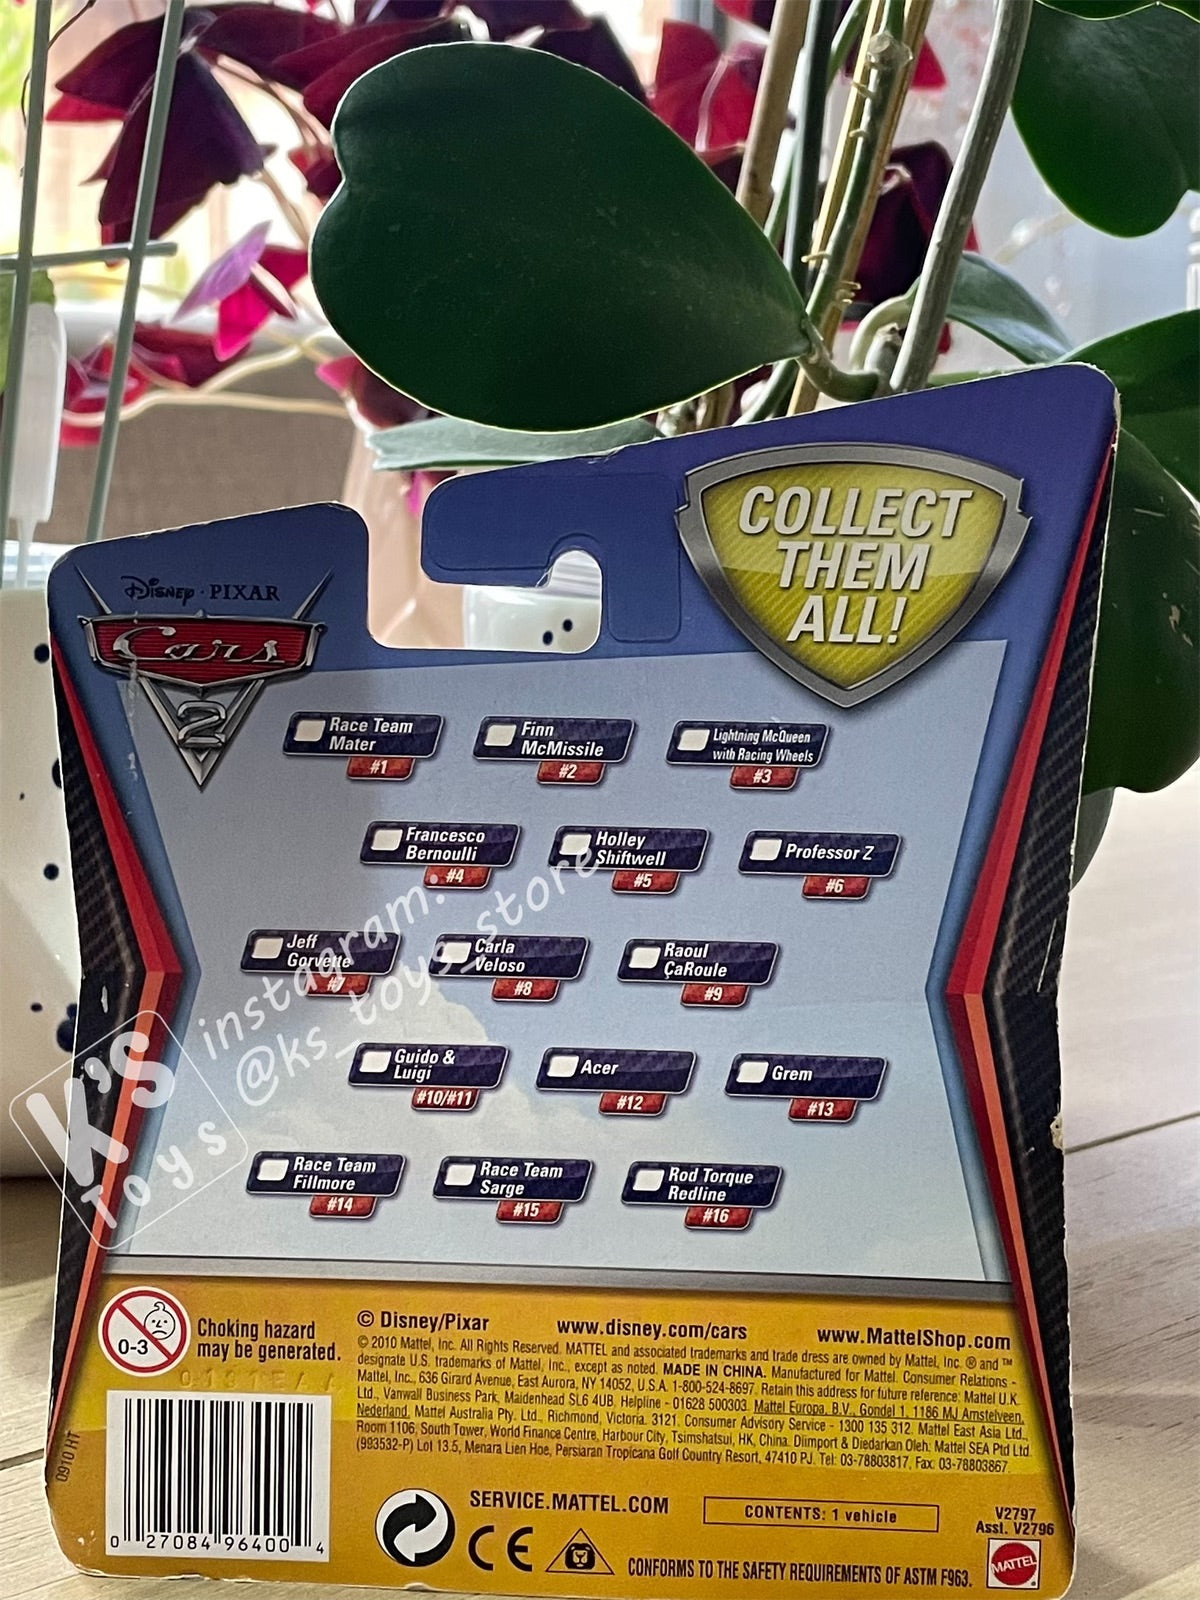 COLLECT
THEM
ALL!
Disney · PIXAR
Cars
2
Race Team
Mater
#1
Finn
McMissile
#2
Lightning McQueen
with Racing Wheels
#3
Francesco
Bernoulli
#4
Holley
Shiftwell
#5
Professor Z
#6
Jeff
Gorvette
#7
Carla
Veloso
#8
Raoul
ÇaRoule
#9
Guido &
Luigi
#10/#11
Acer
#12
Grem
#13
Race Team
Fillmore
#14
Race Team
Sarge
#15
Rod Torque
Redline
#16
instagram:
@ks_toys_store
K'S
Toys
0-3
Choking hazard
may be generated.
© Disney/Pixar www.disney.com/cars www.MattelShop.com
© 2010 Mattel, Inc. All Rights Reserved. MATTEL and associated trademarks and trade dress are owned by Mattel, Inc. ® and ™
designate U.S. trademarks of Mattel, Inc., except as noted. MADE IN CHINA. Manufactured for Mattel. Consumer Relations -
Mattel, Inc., 636 Girard Avenue, East Aurora, NY 14052, U.S.A. 1-800-524-8697. Retain this address for future reference: Mattel U.K.
Ltd., Vanwall Business Park, Maidenhead SL6 4UB. Helpline - 01628 500303. Mattel Europa, B.V., Gondel 1, 1186 MJ Amstelveen,
Nederland. Mattel Australia Pty. Ltd., Richmond, Victoria. 3121. Consumer Advisory Service - 1300 135 312. Mattel East Asia Ltd.,
Room 1106, South Tower, World Finance Centre, Harbour City, Tsimshatsui, HK, China. Diimport & Diedarkan Oleh: Mattel SEA Ptd Ltd.
(993532-P) Lot 13.5, Menara Lien Hoe, Persiaran Tropicana Golf Country Resort, 47410 PJ. Tel: 03-78803817, Fax: 03-78803867.
0910 HT
0 27084 96400 4
SERVICE.MATTEL.COM
CONTENTS: 1 vehicle
V2797
Asst. V2796
CE
CONFORMS TO THE SAFETY REQUIREMENTS OF ASTM F963.
MATTEL